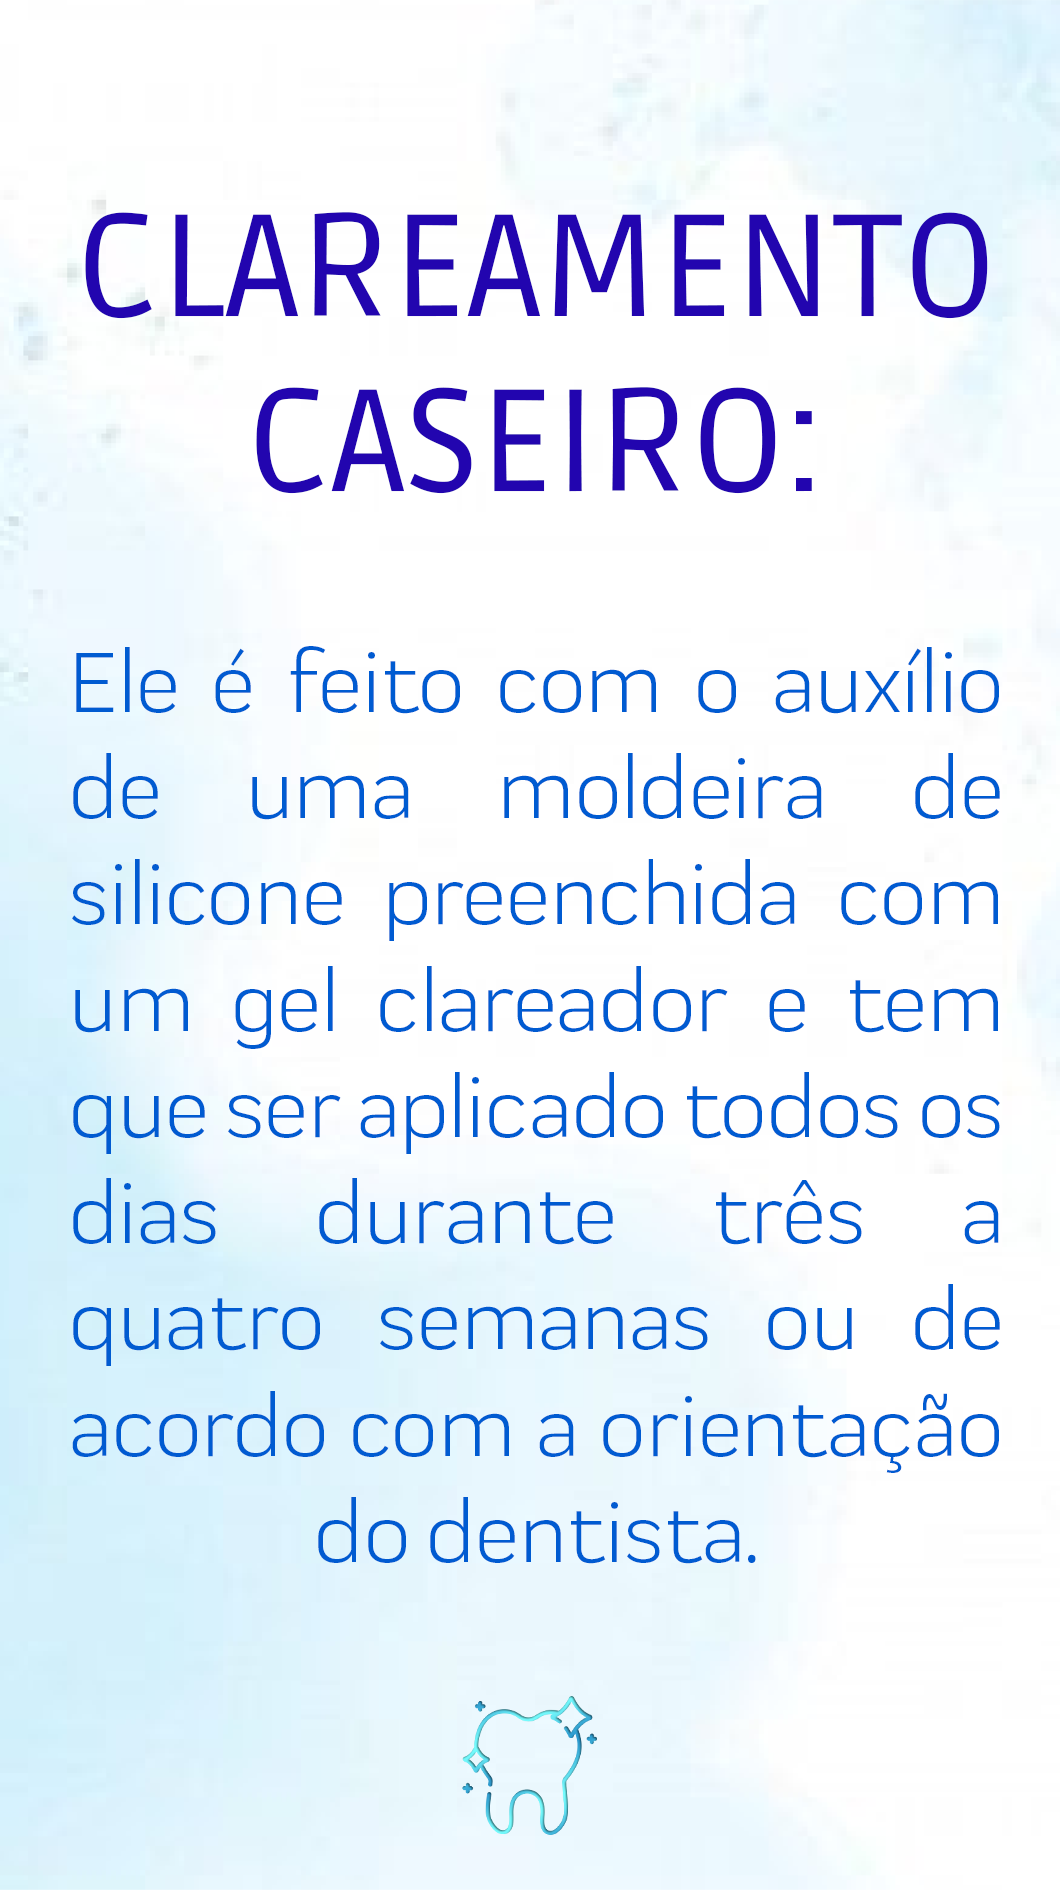 CLAREAMENTO
CASEIRO:
Ele é feito com o auxílio
de uma moldeira de
silicone preenchida com
um gel clareador e tem
que ser aplicado todos os
dias durante três a
quatro semanas ou de
acordo com a orientação
do dentista.